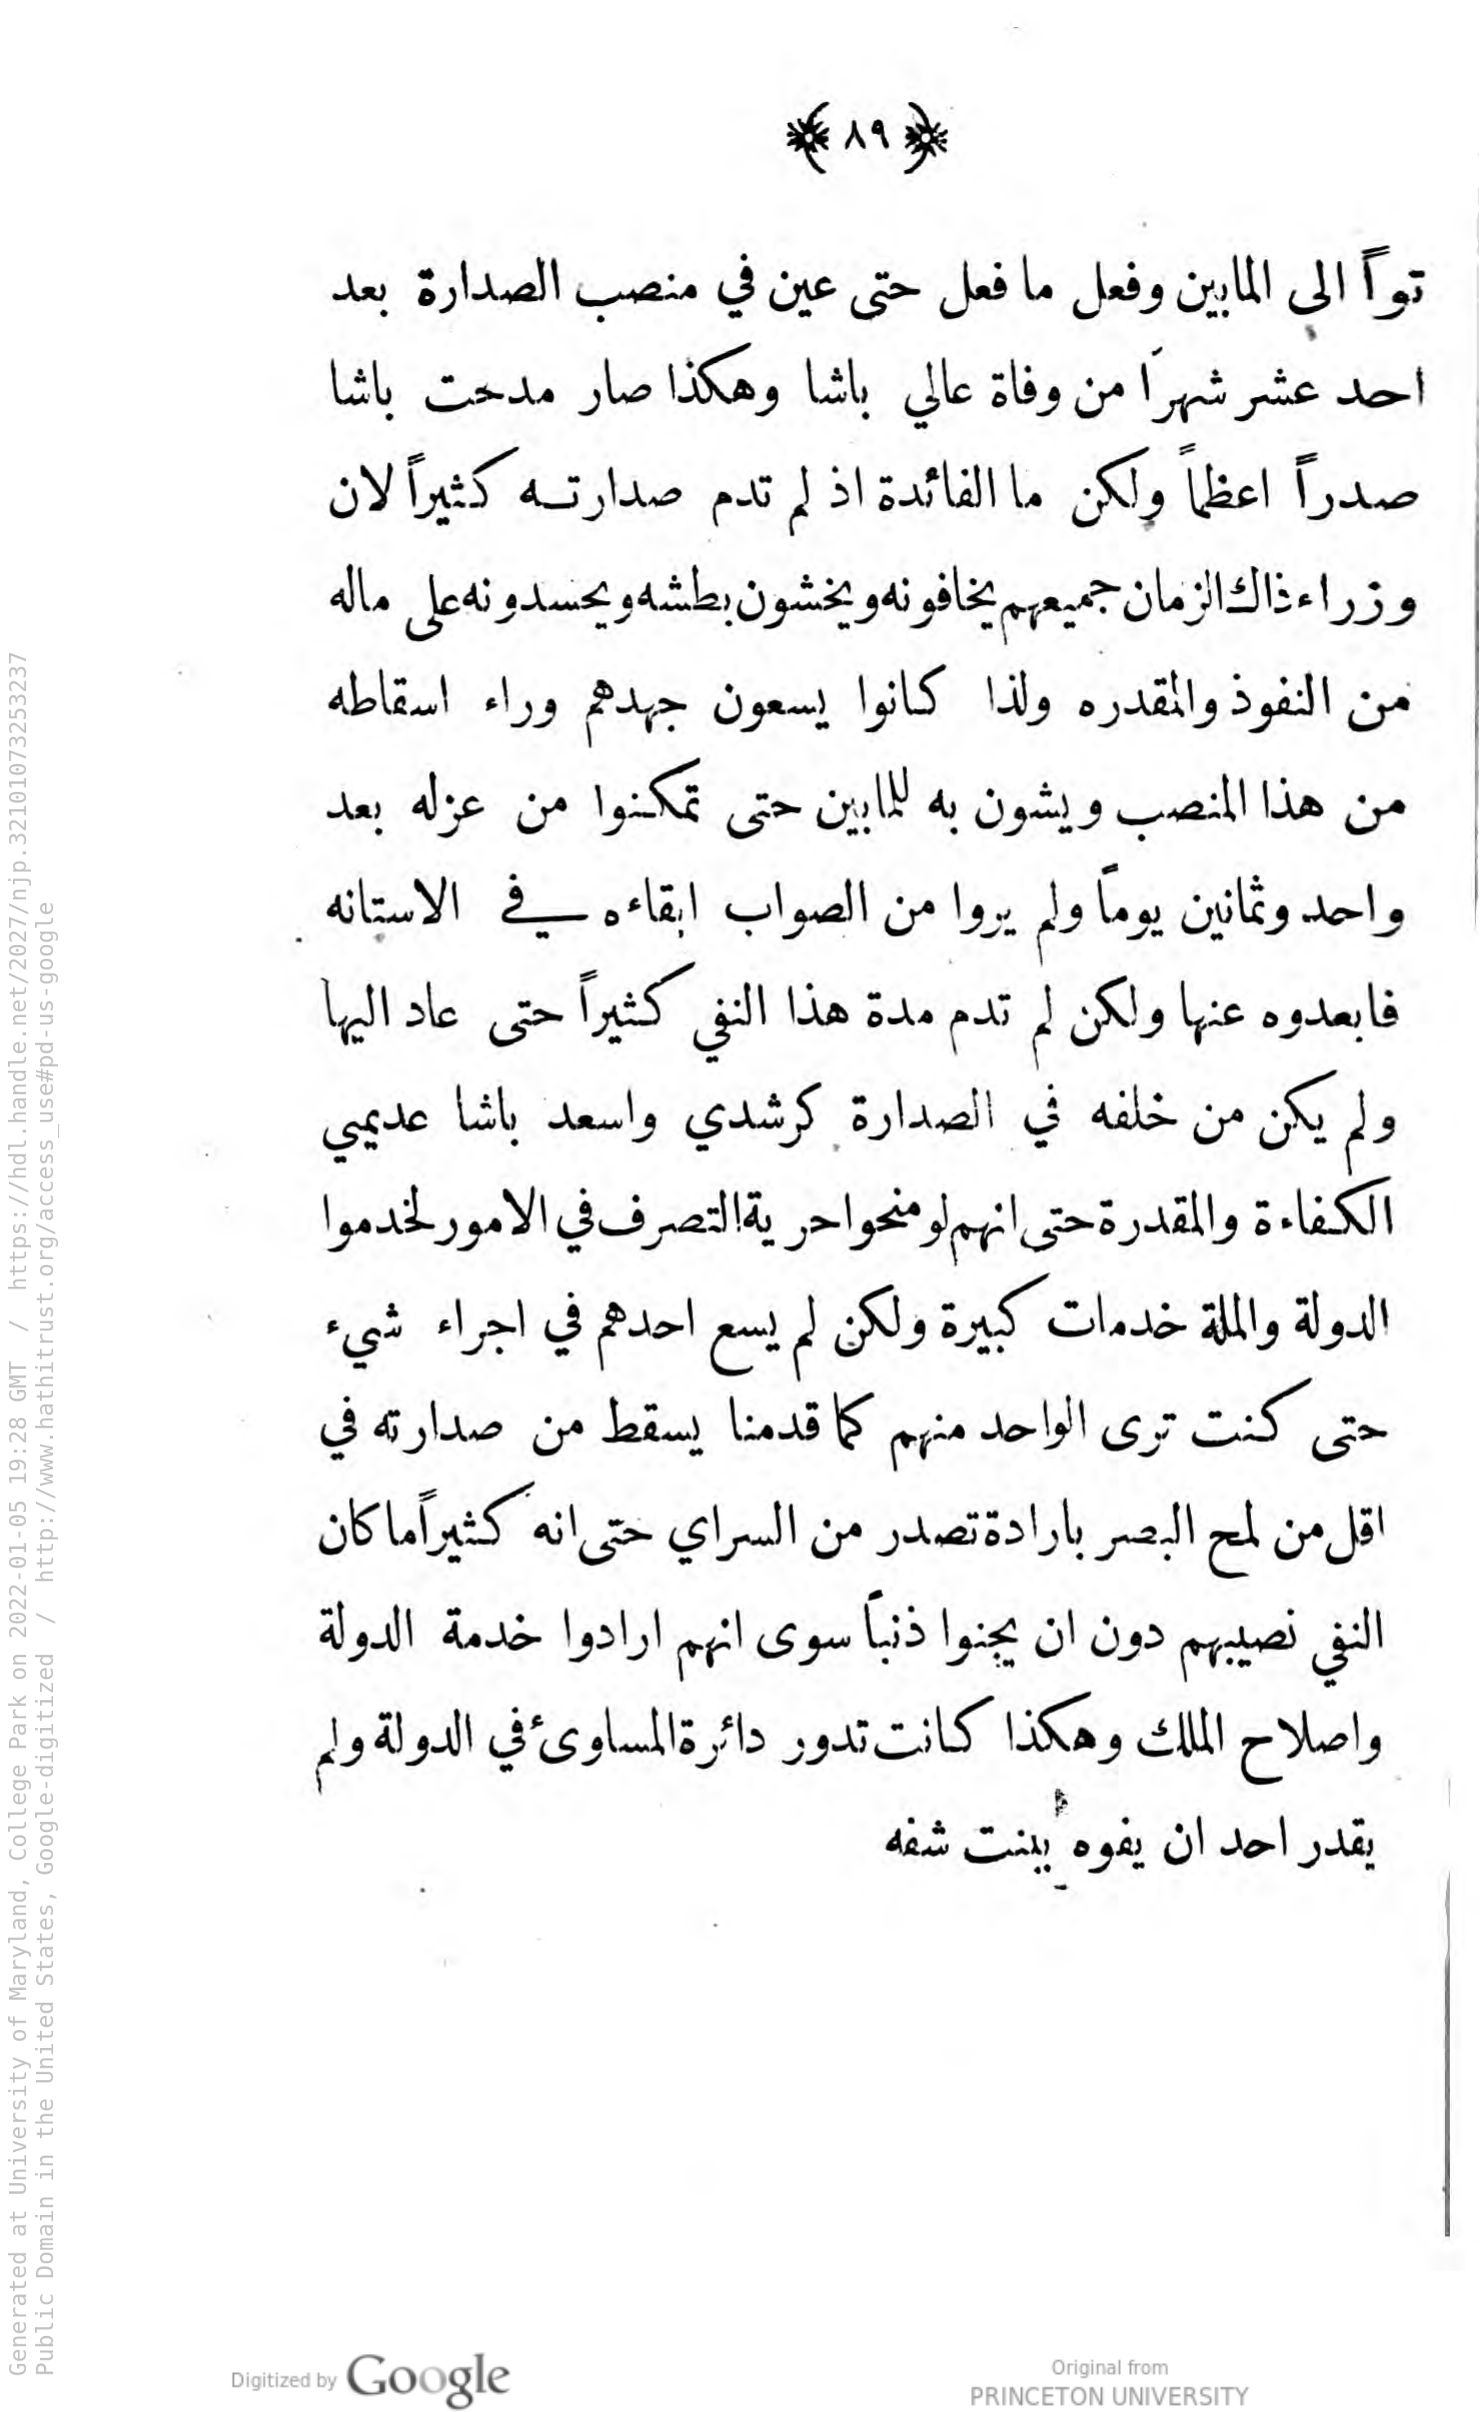 ﴿ ٨٩ ﴾
تواً الى المابين وفعل ما فعل حتى عين في منصب الصدارة بعد
احد عشر شهراً من وفاة عالي باشا وهكذا صار مدحت باشا
صدراً اعظماً ولكن ما الفائدة اذ لم تدم صدارته كثيراً لان
وزراء ذاك الزمان جميعهم يخافونه ويخشون بطشه ويحسدونه على ماله
من النفوذ والمقدره ولذا كانوا يسعون جهدهم وراء اسقاطه
من هذا المنصب ويشون به للمابين حتى تمكنوا من عزله بعد
واحد وثمانين يوماً ولم يروا من الصواب ابقاءه في الاستانه
فابعدوه عنها ولكن لم تدم مدة هذا النفي كثيراً حتى عاد اليها
ولم يكن من خلفه في الصدارة كرشدي واسعد باشا عديمي
الكفاءة والمقدرة حتى انهم لو منحوا حرية التصرف في الامور لخدموا
الدولة والملة خدمات كبيرة ولكن لم يسع احدهم في اجراء شيء
حتى كنت ترى الواحد منهم كما قدمنا يسقط من صدارته في
اقل من لمح البصر بارادة تصدر من السراي حتى انه كثيراً ما كان
النفي نصيبهم دون ان يجنوا ذنباً سوى انهم ارادوا خدمة الدولة
واصلاح الملك وهكذا كانت تدور دائرة المساوىء في الدولة ولم
يقدر احد ان يفوه ببنت شفه
Generated at University of Maryland, College Park on 2022-01-05 19:28 GMT / https://hdl.handle.net/2027/njp.32101073253237
Public Domain in the United States, Google-digitized / http://www.hathitrust.org/access_use#pd-us-google
Digitized by Google
Original from
PRINCETON UNIVERSITY